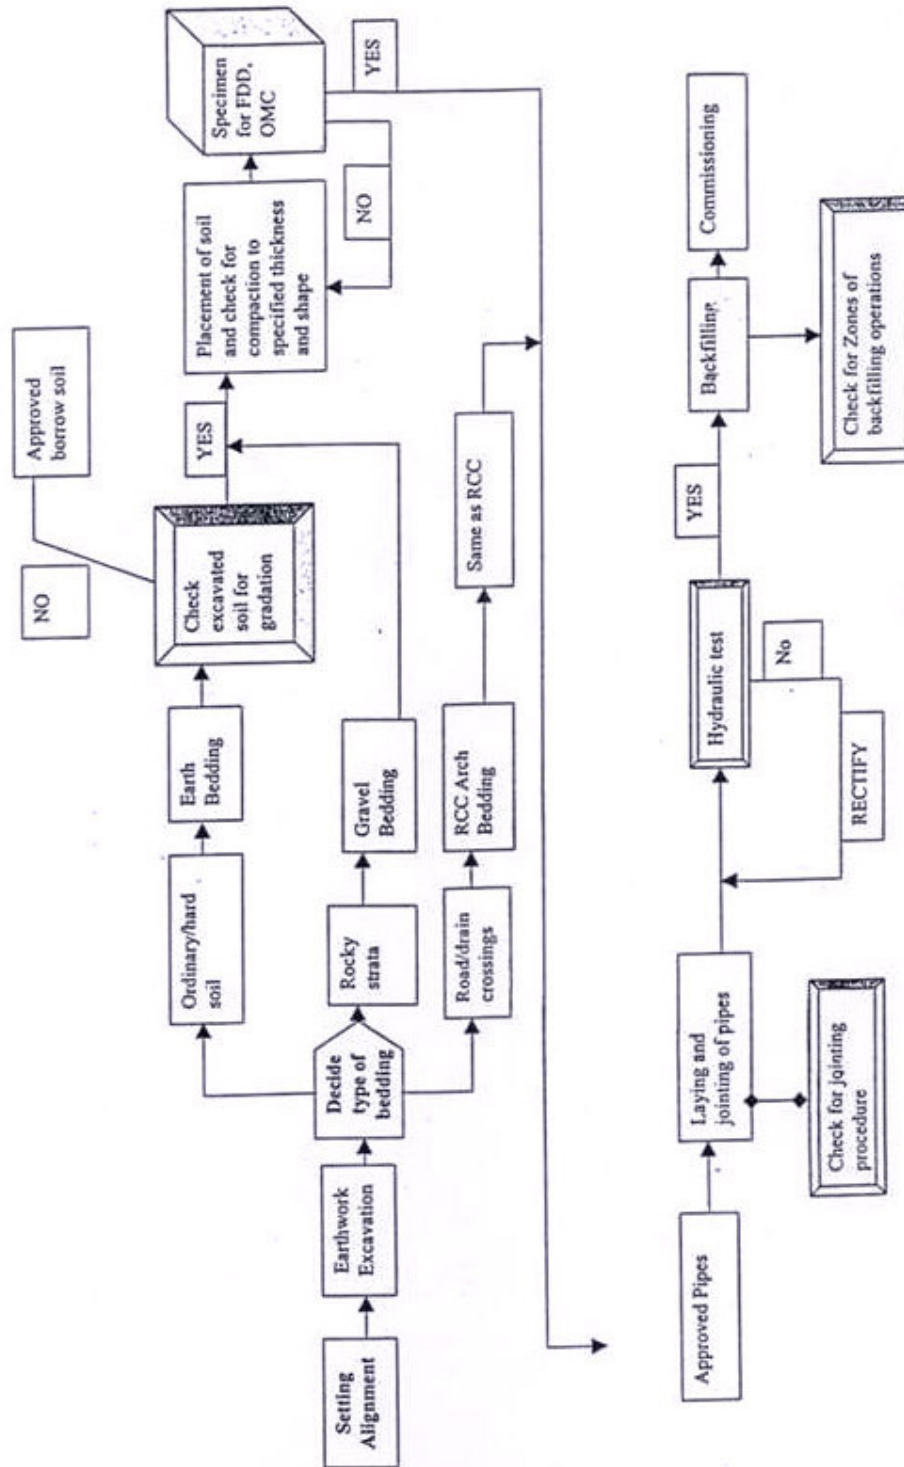 Setting
Alignment
Earthwork
Excavation
Decide
type of
bedding
Ordinary/hard
soil
Earth
Bedding
Check
excavated
soil for
gradation
NO
Approved
borrow soil
YES
Placement of soil
and check for
compaction to
specified thickness
and shape
Specimen
for FDD,
OMC
NO
YES
Rocky
strata
Gravel
Bedding
Road/drain
crossings
RCC Arch
Bedding
Same as RCC
Approved Pipes
Laying and
jointing of pipes
Check for jointing
procedure
Hydraulic test
No
RECTIFY
YES
Backfilling
Commissioning
Check for Zones of
backfilling operations